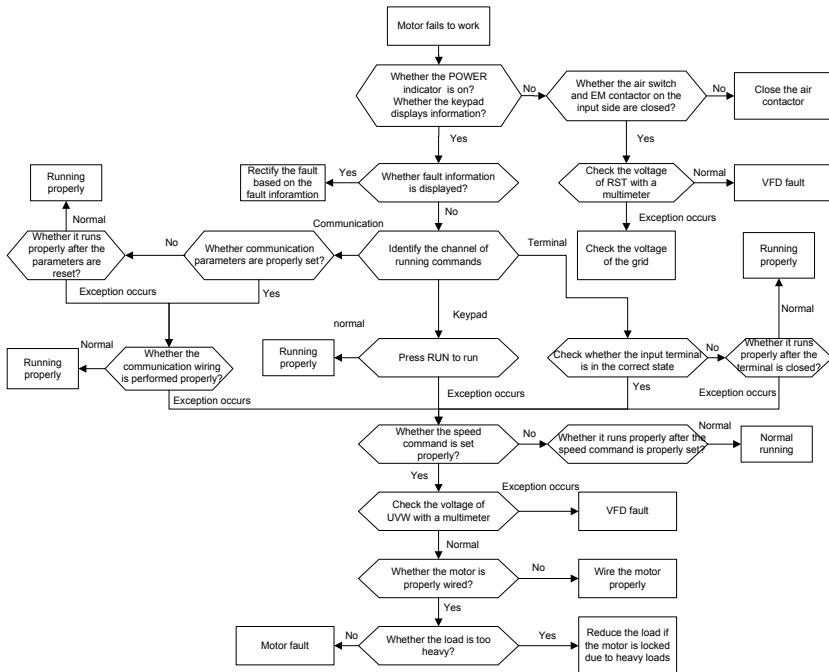 Motor fails to work
Whether the POWER
indicator is on?
Whether the keypad
displays information?
No
Whether the air switch
and EM contactor on the
input side are closed?
No
Close the air
contactor
Yes
Yes
Rectify the fault
based on the
fault inforamtion
Yes
Whether fault information
is displayed?
Check the voltage
of RST with a
multimeter
Normal
VFD fault
Running
properly
Normal
No
Exception occurs
Communication
Whether it runs
properly after the
parameters are
reset?
No
Whether communication
parameters are properly set?
Identify the channel of
running commands
Terminal
Check the voltage
of the grid
Running
properly
Exception occurs
Yes
Keypad
Normal
Normal
Running
properly
Whether the
communication wiring
is performed properly?
normal
Running
properly
Press RUN to run
Check whether the input terminal
is in the correct state
No
Whether it runs
properly after the
terminal is closed?
Exception occurs
Exception occurs
Yes
Exception occurs
Whether the speed
command is set
properly?
No
Whether it runs properly after the
speed command is properly set?
Normal
Normal
running
Yes
Exception occurs
Check the voltage of
UVW with a multimeter
VFD fault
Normal
Whether the motor is
properly wired?
No
Wire the motor
properly
Yes
Motor fault
No
Whether the load is too
heavy?
Yes
Reduce the load if
the motor is locked
due to heavy loads